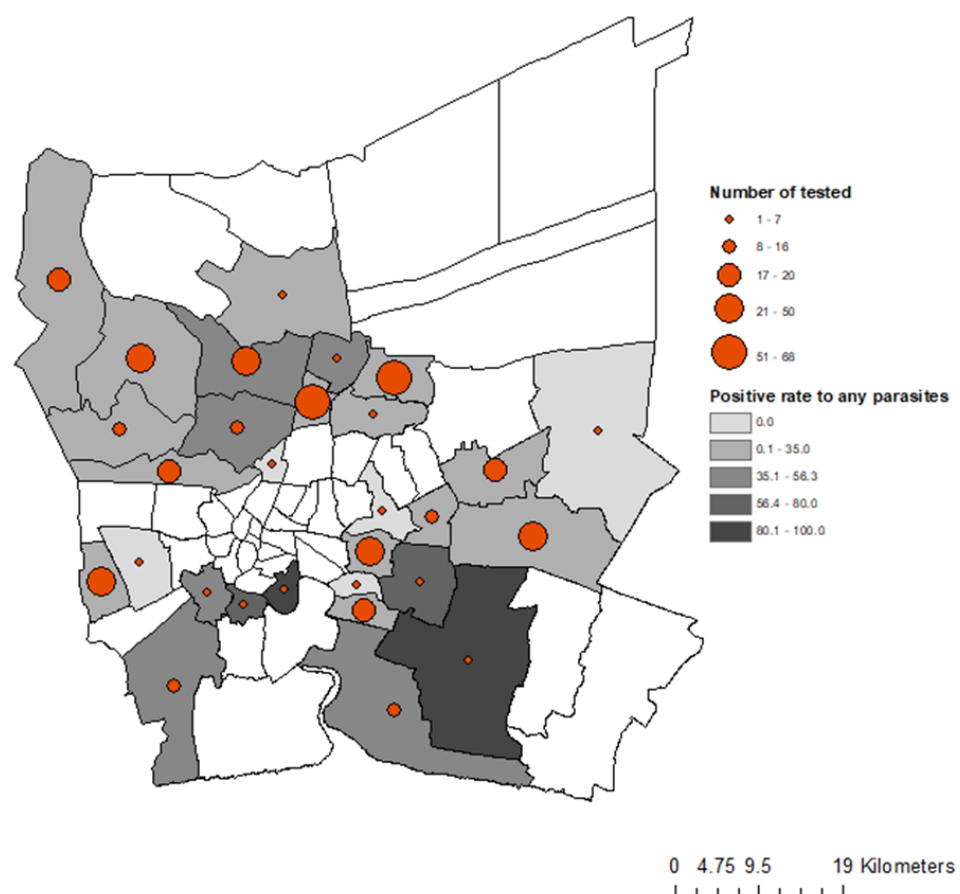 Number of tested
1 - 7
8 - 16
17 - 20
21 - 50
51 - 68
Positive rate to any parasites
0.0
0.1 - 35.0
35.1 - 56.3
56.4 - 80.0
80.1 - 100.0
0 4.75 9.5 19 Kilometers